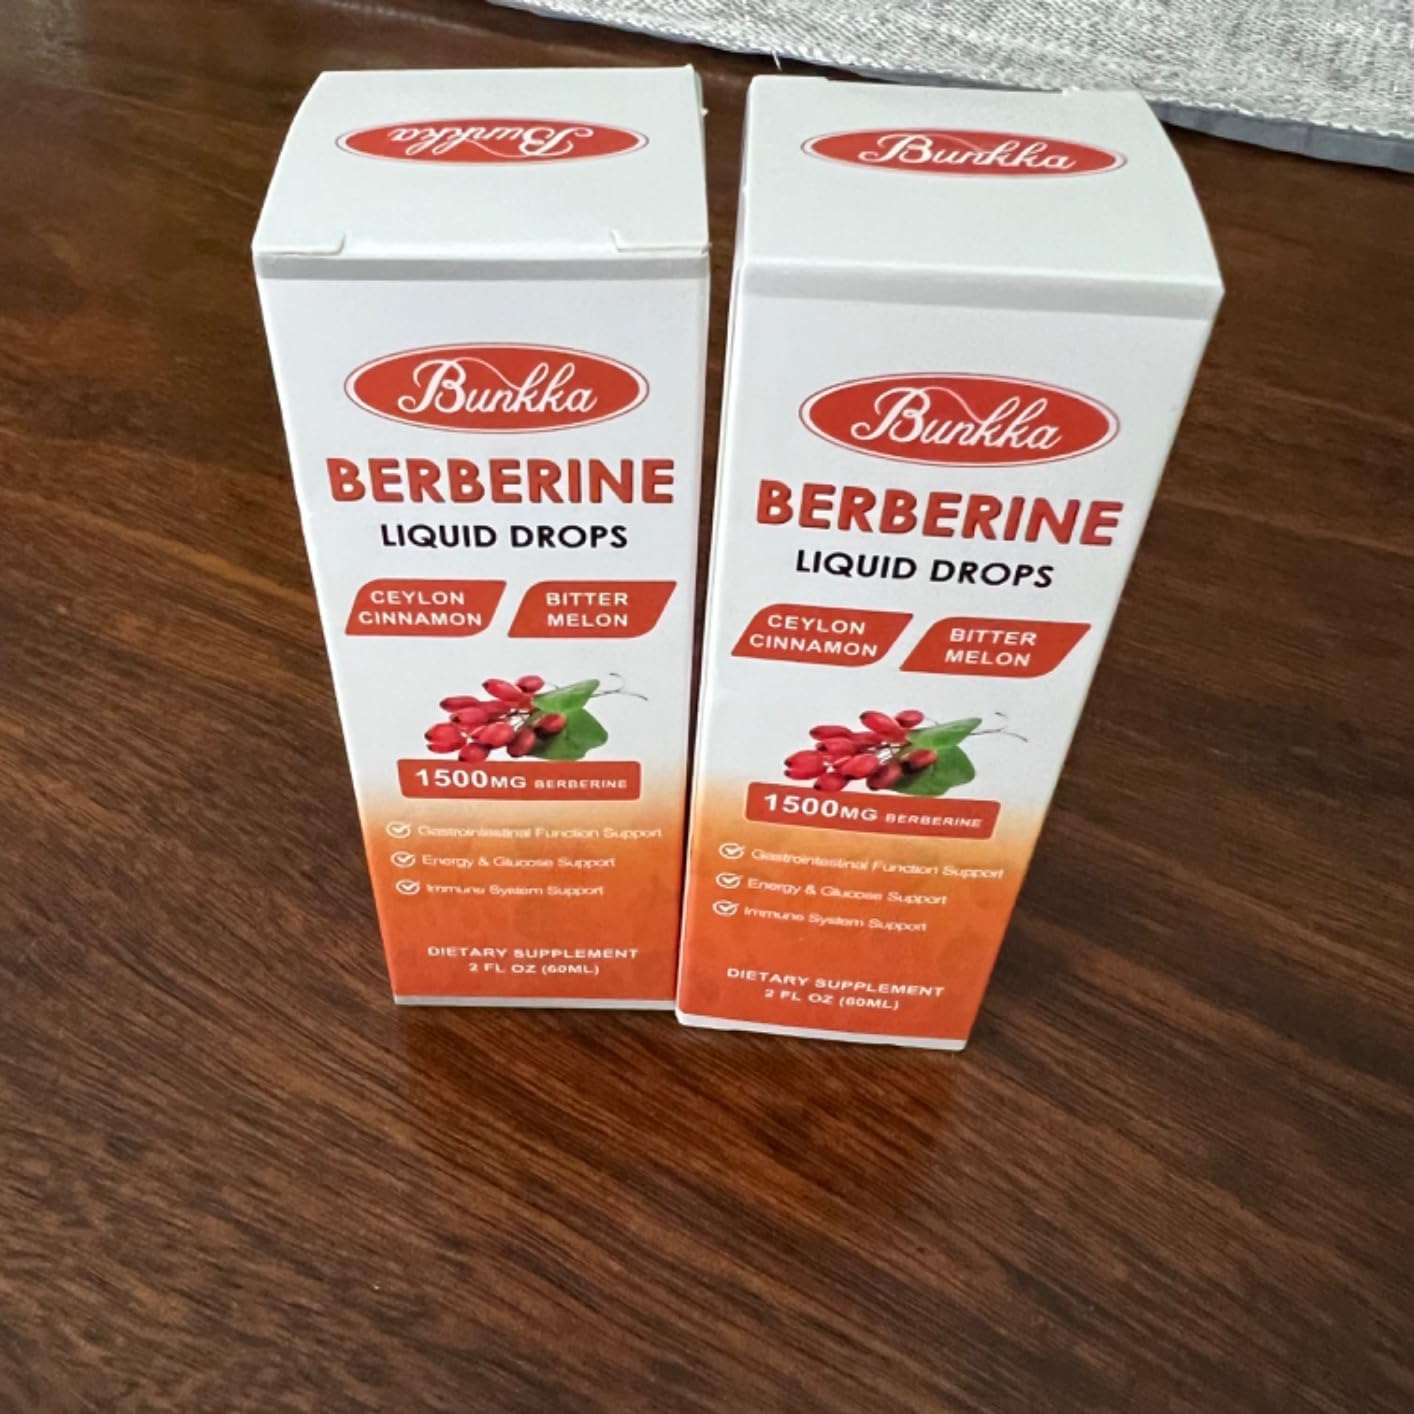 Bunkka
Bunkka
BERBERINE
LIQUID DROPS
CEYLON
CINNAMON
BITTER
MELON
1500MG BERBERINE
Gastrointestinal Function Support
Energy & Glucose Support
Immune System Support
DIETARY SUPPLEMENT
2 FL OZ (60ML)
Bunkka
Bunkka
BERBERINE
LIQUID DROPS
CEYLON
CINNAMON
BITTER
MELON
1500MG BERBERINE
Gastrointestinal Function Support
Energy & Glucose Support
Immune System Support
DIETARY SUPPLEMENT
2 FL OZ (60ML)